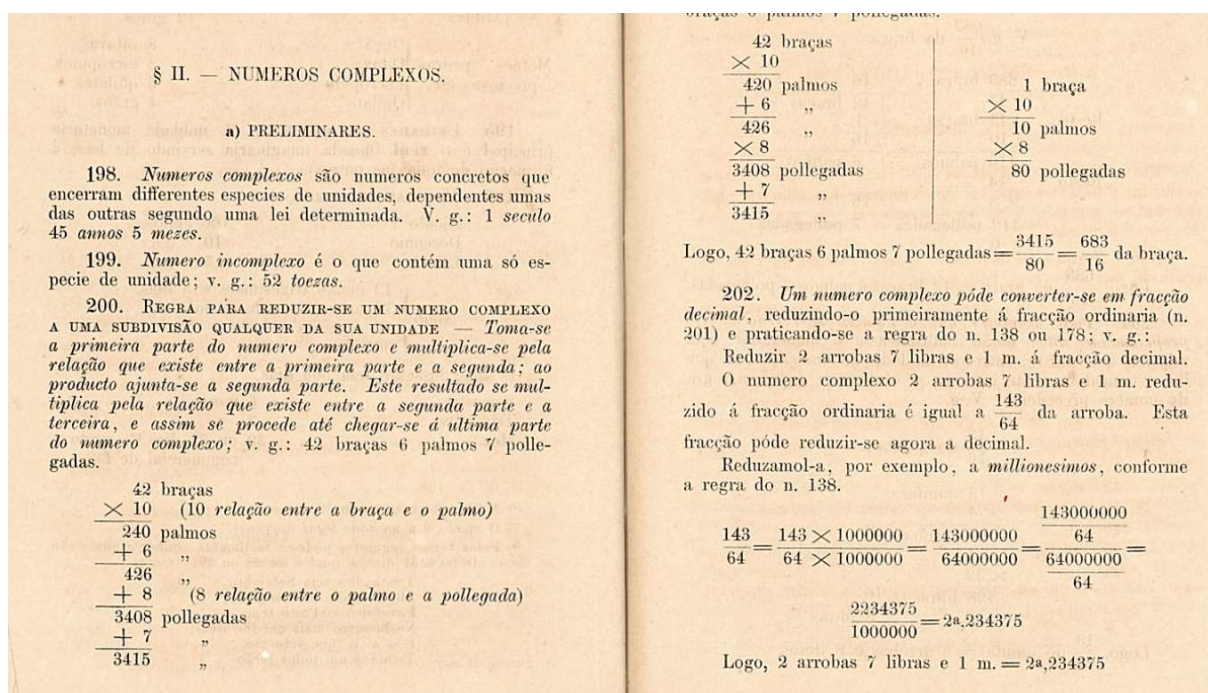 § II. — NUMEROS COMPLEXOS.
a) PRELIMINARES.
198. Numeros complexos são numeros concretos que
encerram differentes especies de unidades, dependentes umas
das outras segundo uma lei determinada. V. g.: 1 seculo
45 annos 5 mezes.
199. Numero incomplexo é o que contém uma só es-
pecie de unidade; v. g.: 52 toezas.
200. REGRA PARA REDUZIR-SE UM NUMERO COMPLEXO
A UMA SUBDIVISÃO QUALQUER DA SUA UNIDADE — Toma-se
a primeira parte do numero complexo e multiplica-se pela
relação que existe entre a primeira parte e a segunda; ao
producto ajunta-se a segunda parte. Este resultado se mul-
tiplica pela relação que existe entre a segunda parte e a
terceira, e assim se procede até chegar-se á ultima parte
do numero complexo; v. g.: 42 braças 6 palmos 7 polle-
gadas.
42 braças
× 10 (10 relação entre a braça e o palmo)
240 palmos
+ 6 „
426 „
+ 8 (8 relação entre o palmo e a pollegada)
3408 pollegadas
+ 7 „
3415 „
braças 6 palmos 7 pollegadas.
42 braças
× 10
420 palmos
+ 6 „
426 „
× 8
3408 pollegadas
+ 7 „
3415 „
1 braça
× 10
10 palmos
× 8
80 pollegadas
Logo, 42 braças 6 palmos 7 pollegadas = 3415/80 = 683/16 da braça.
202. Um numero complexo póde converter-se em fracção
decimal, reduzindo-o primeiramente á fracção ordinaria (n.
201) e praticando-se a regra do n. 138 ou 178; v. g.:
Reduzir 2 arrobas 7 libras e 1 m. á fracção decimal.
O numero complexo 2 arrobas 7 libras e 1 m. redu-
zido á fracção ordinaria é igual a 143/64 da arroba. Esta
fracção póde reduzir-se agora a decimal.
Reduzamol-a, por exemplo, a millionesimos, conforme
a regra do n. 138.
143/64 = 143 × 1000000/64 × 1000000 = 143000000/64000000 = 143000000/64 / 64000000/64 =
2234375/1000000 = 2ª,234375
Logo, 2 arrobas 7 libras e 1 m. = 2ª,234375